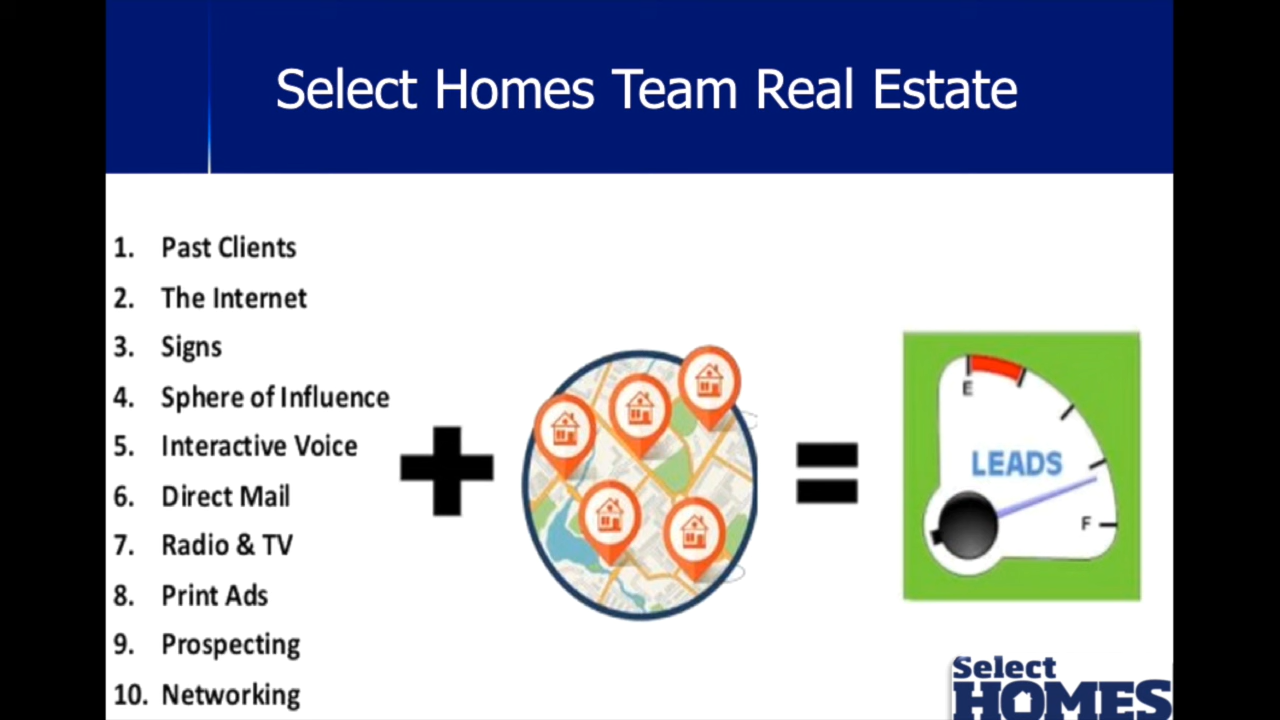 Select Homes Team Real Estate
1. Past Clients
2. The Internet
3. Signs
4. Sphere of Influence
5. Interactive Voice
6. Direct Mail
7. Radio & TV
8. Print Ads
9. Prospecting
10. Networking
E
LEADS
F
Select
HOMES